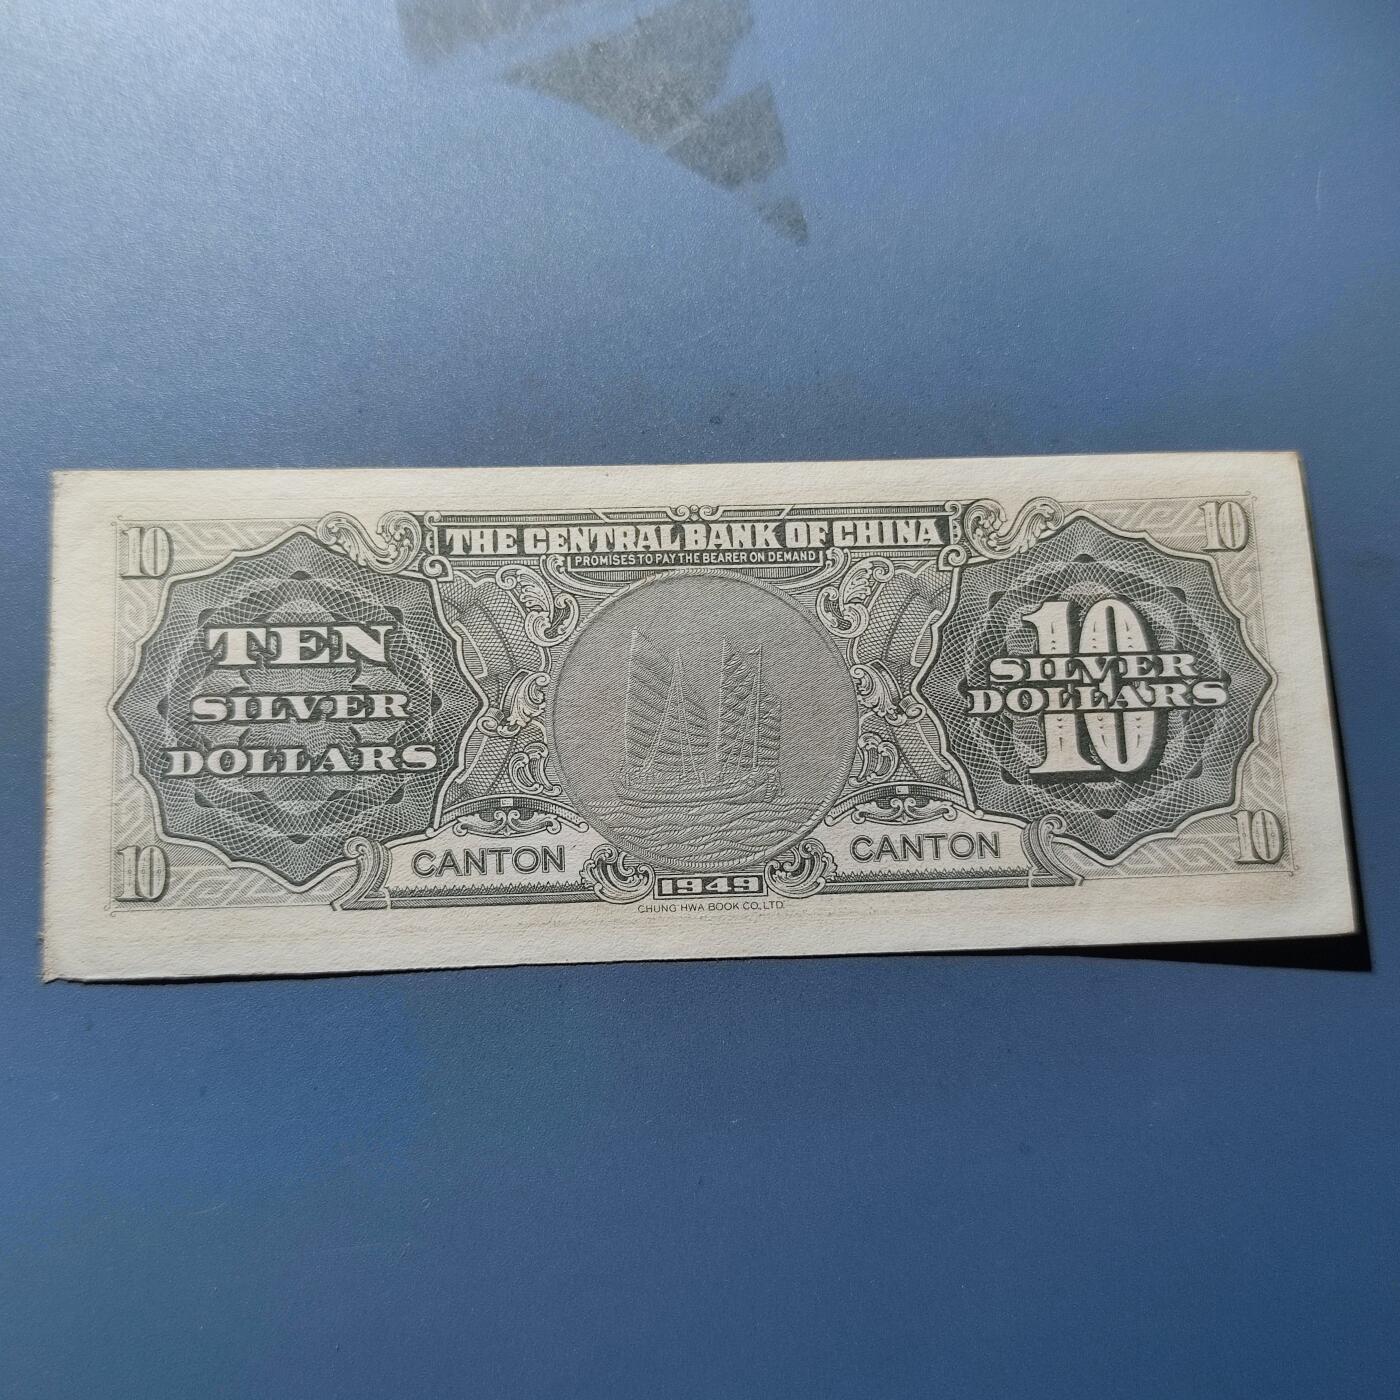 10
10
THE CENTRAL BANK OF CHINA
PROMISES TO PAY THE BEARER ON DEMAND
TEN
SILVER
DOLLARS
10
SILVER
DOLLARS
10
CANTON
CANTON
10
10
1949
CHUNG HWA BOOK CO., LTD.